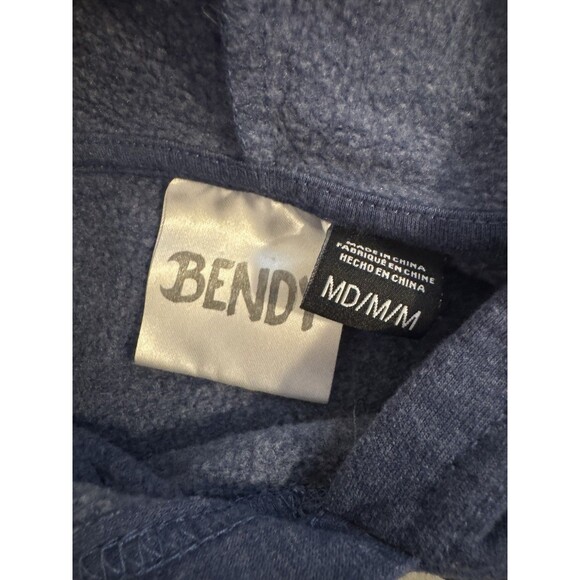 BENDY
MADE IN CHINA
FABRIQUÉ EN CHINE
HECHO EN CHINA
MD/M/M